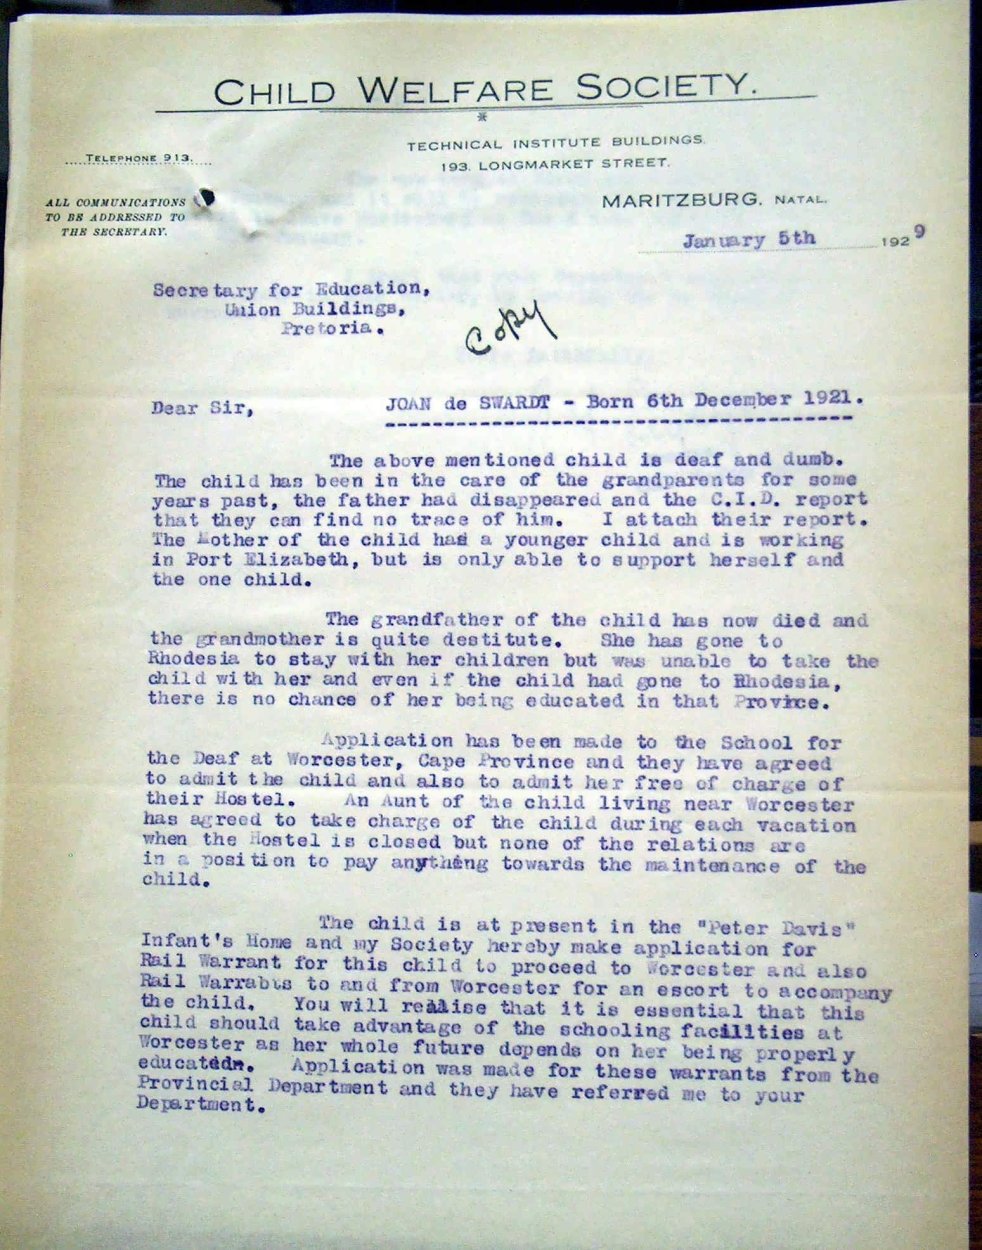 CHILD WELFARE SOCIETY.
TECHNICAL INSTITUTE BUILDINGS.
193. LONGMARKET STREET.
TELEPHONE 913.
ALL COMMUNICATIONS
TO BE ADDRESSED TO
THE SECRETARY.
MARITZBURG. NATAL.
January 5th 1929
Secretary for Education,
Union Buildings,
Pretoria.
Copy
Dear Sir, JOAN de SWARDT - Born 6th December 1921.
The above mentioned child is deaf and dumb.
The child has been in the care of the grandparents for some
years past, the father had disappeared and the C.I.D. report
that they can find no trace of him. I attach their report.
The Mother of the child has a younger child and is working
in Port Elizabeth, but is only able to support herself and
the one child.
The grandfather of the child has now died and
the grandmother is quite destitute. She has gone to
Rhodesia to stay with her children but was unable to take the
child with her and even if the child had gone to Rhodesia,
there is no chance of her being educated in that Province.
Application has been made to the School for
the Deaf at Worcester, Cape Province and they have agreed
to admit the child and also to admit her free of charge of
their Hostel. An Aunt of the child living near Worcester
has agreed to take charge of the child during each vacation
when the Hostel is closed but none of the relations are
in a position to pay anything towards the maintenance of the
child.
The child is at present in the "Peter Davis"
Infant's Home and my Society hereby make application for
Rail Warrant for this child to proceed to Worcester and also
Rail Warrabts to and from Worcester for an escort to accompany
the child. You will realise that it is essential that this
child should take advantage of the schooling facilities at
Worcester as her whole future depends on her being properly
educated. Application was made for these warrants from the
Provincial Department and they have referred me to your
Department.